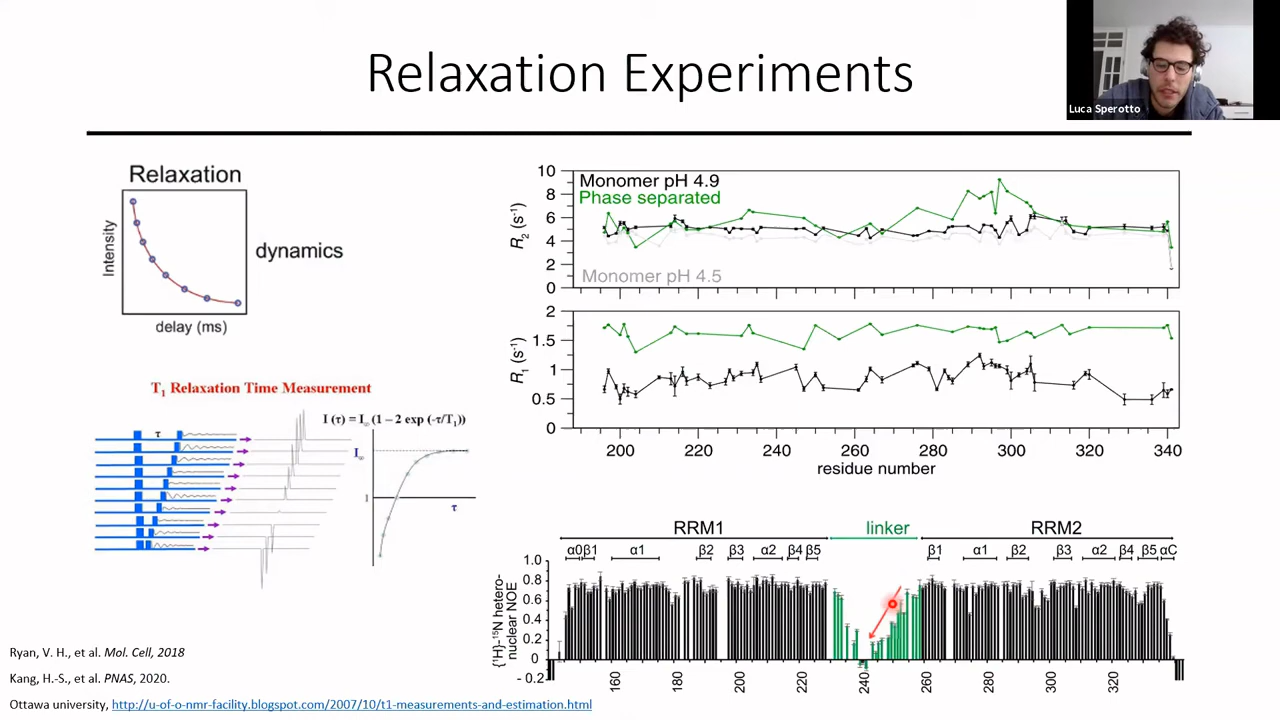 Relaxation Experiments
Luca Sperotto
Relaxation
Intensity
dynamics
delay (ms)
T1 Relaxation Time Measurement
τ
I (τ) = I∞ (1 – 2 exp (-τ/T1))
I∞
1
τ
10
8
6
4
2
0
R2 (s-1)
Monomer pH 4.9
Phase separated
Monomer pH 4.5
2
1.5
1
0.5
0
R1 (s-1)
200 220 240 260 280 300 320 340
residue number
RRM1 linker RRM2
α0 β1 α1 β2 β3 α2 β4 β5 β1 α1 β2 β3 α2 β4 β5 αC
1.0
0.8
0.6
0.4
0.2
0
- 0.2
{1H}-15N hetero-
nuclear NOE
160 180 200 220 240 260 280 300 320
Ryan, V. H., et al. Mol. Cell, 2018
Kang, H.-S., et al. PNAS, 2020.
Ottawa university, http://u-of-o-nmr-facility.blogspot.com/2007/10/t1-measurements-and-estimation.html